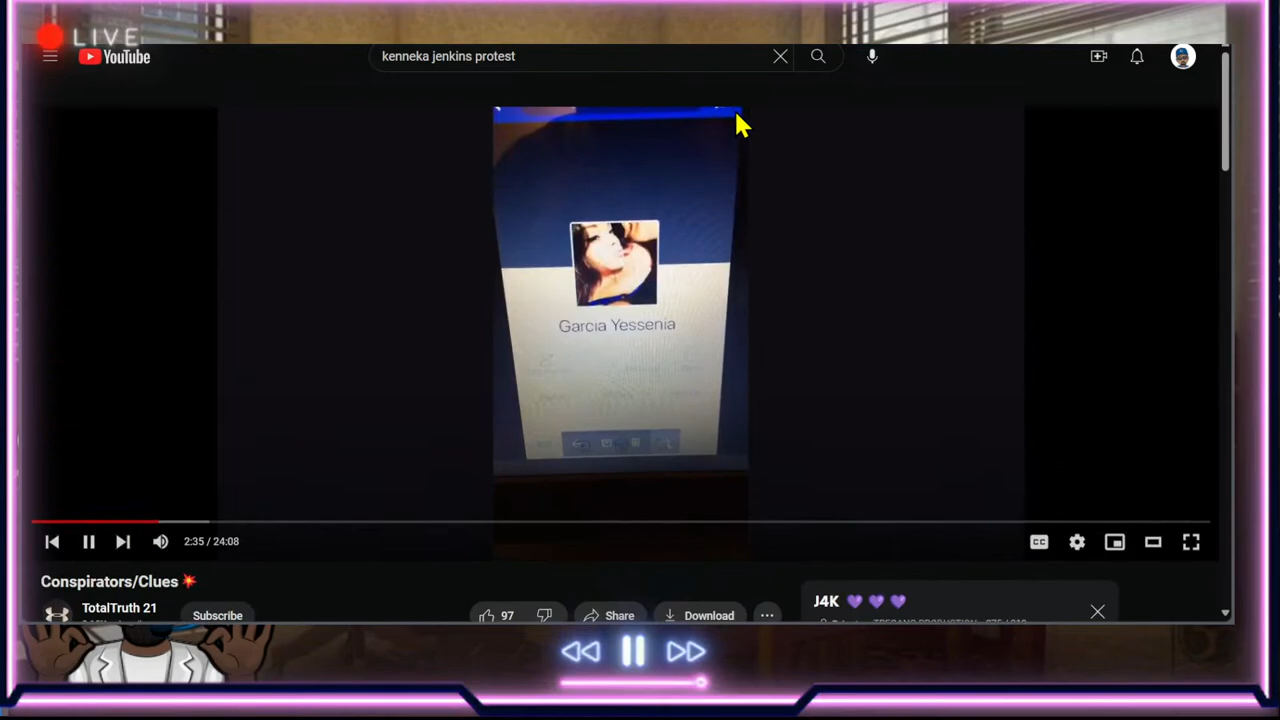 LIVE
YouTube
kenneka jenkins protest
Garcia Yessenia
2:35 / 24:08
CC
Conspirators/Clues
TotalTruth 21
Subscribe
97
Share
Download
J4K